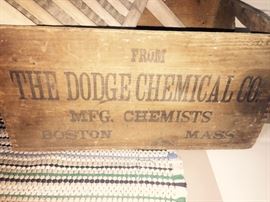 FROM
THE DODGE CHEMICAL CO.
MFG. CHEMISTS
BOSTON MASS.